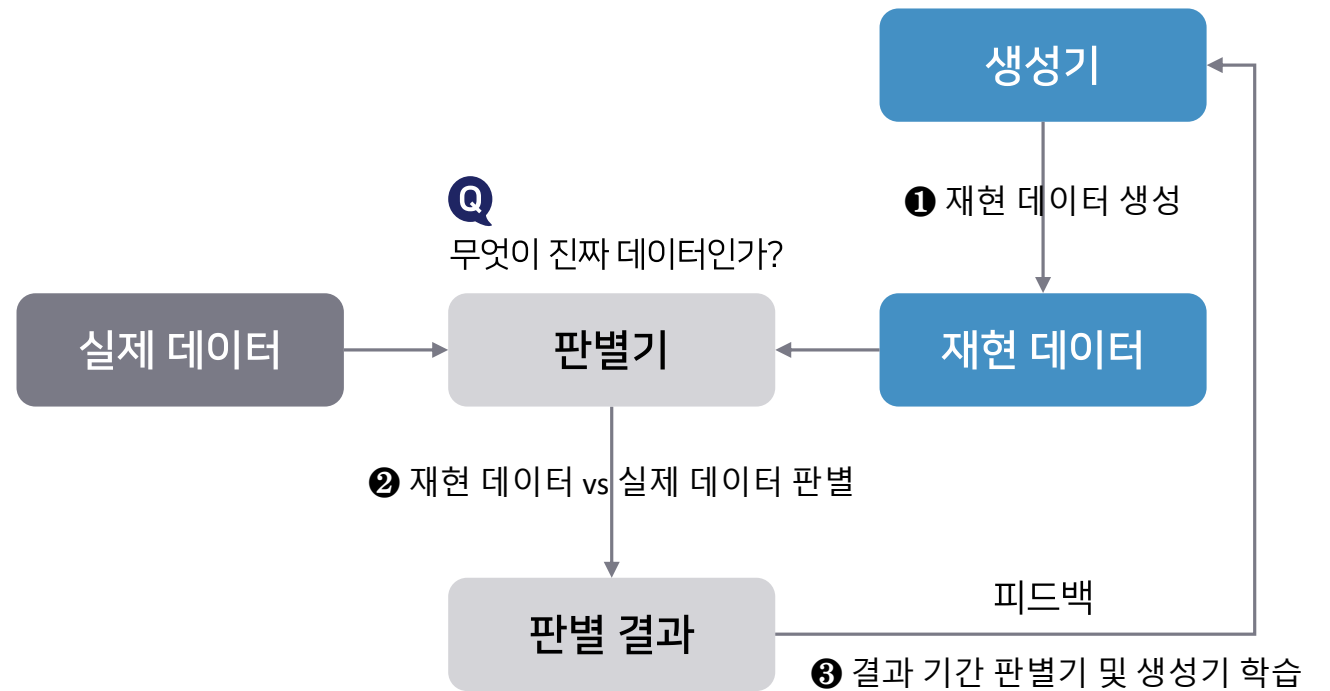 생성기
❶ 재현 데이터 생성
Q
무엇이 진짜 데이터인가?
실제 데이터
판별기
재현 데이터
❷ 재현 데이터 vs 실제 데이터 판별
피드백
판별 결과
❸ 결과 기간 판별기 및 생성기 학습